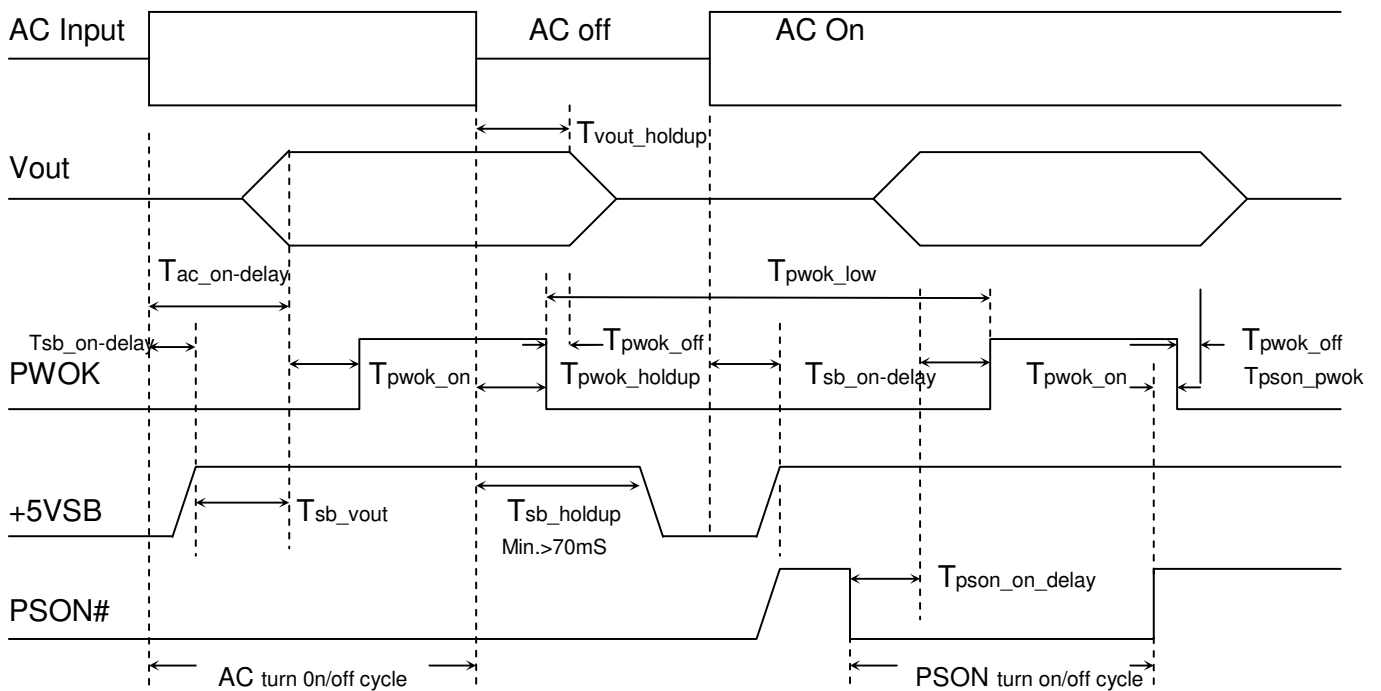 AC Input
AC off
AC On
Tvout_holdup
Vout
Tac_on-delay
Tpwok_low
Tsb_on-delay
Tpwok_off
Tpwok_off
PWOK
Tpwok_on
Tpwok_holdup
Tsb_on-delay
Tpwok_on
Tpson_pwok
+5VSB
Tsb_vout
Tsb_holdup
Min.>70mS
Tpson_on_delay
PSON#
AC turn 0n/off cycle
PSON turn on/off cycle